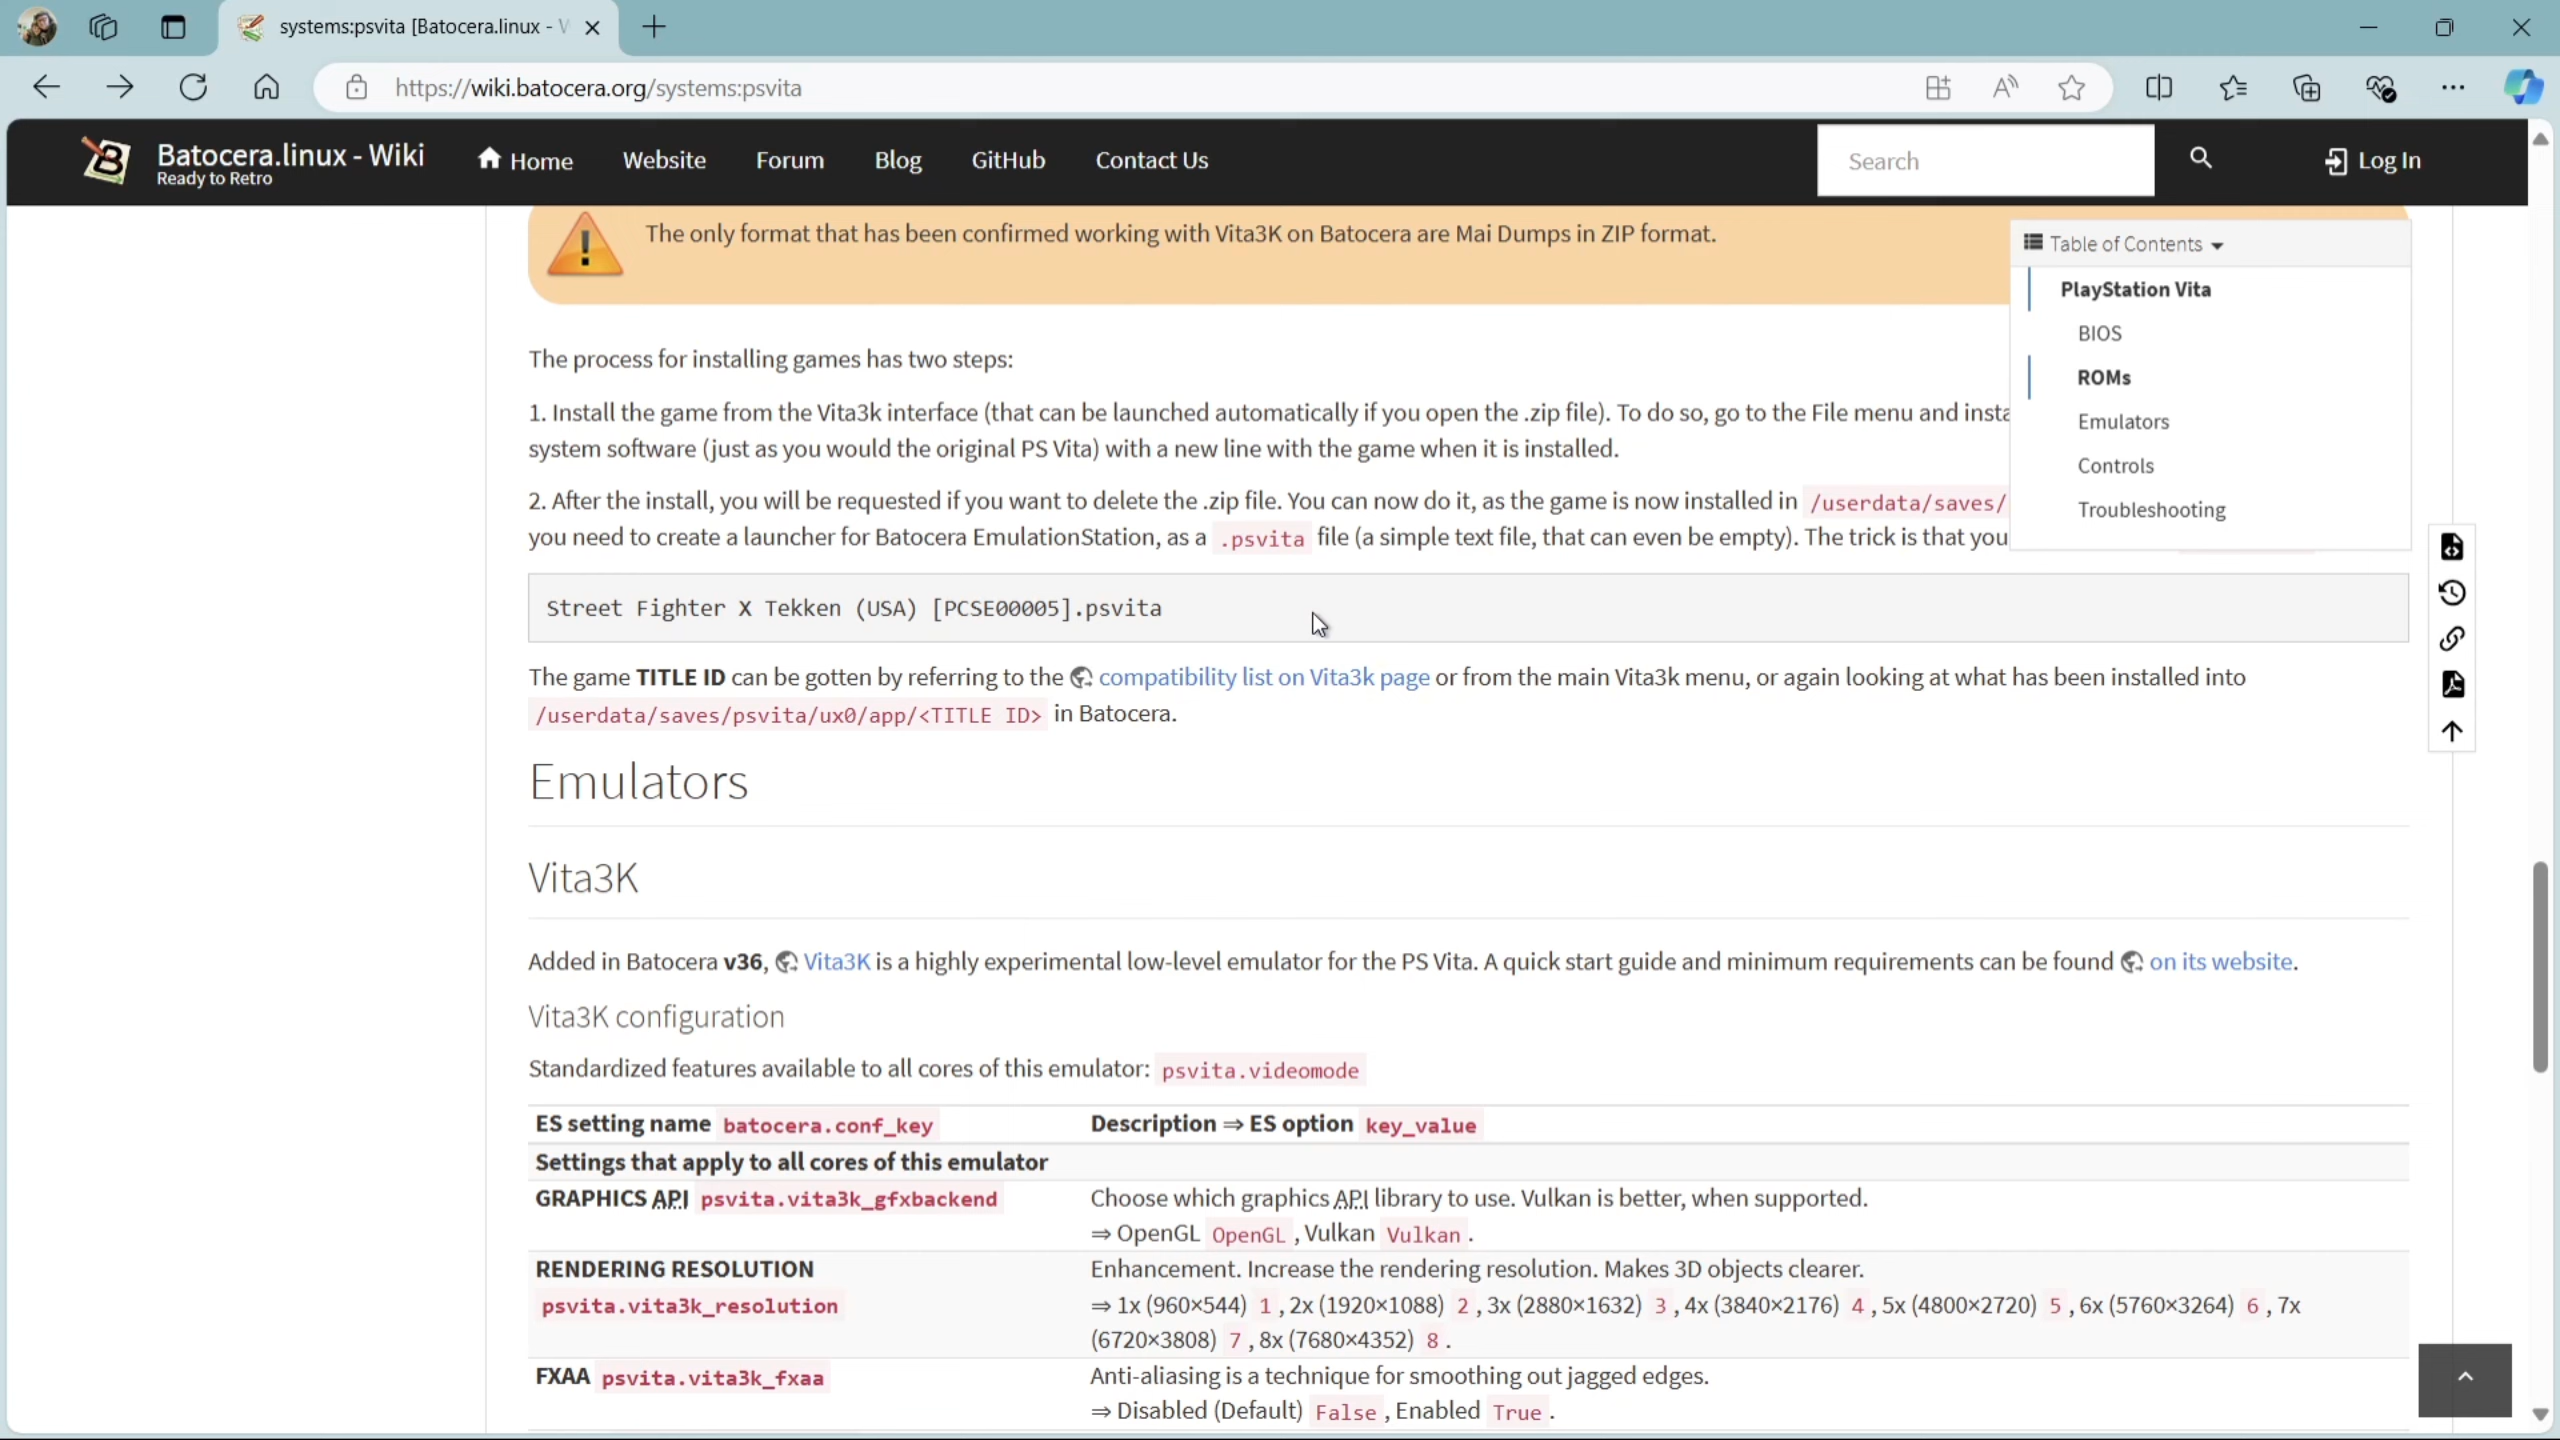 systems:psvita [Batocera.linux - W
https://wiki.batocera.org/systems:psvita
Batocera.linux - Wiki
Ready to Retro
Home
Website
Forum
Blog
GitHub
Contact Us
Search
Log In
The only format that has been confirmed working with Vita3K on Batocera are Mai Dumps in ZIP format.
Table of Contents
PlayStation Vita
BIOS
ROMs
Emulators
Controls
Troubleshooting
The process for installing games has two steps:
1. Install the game from the Vita3k interface (that can be launched automatically if you open the .zip file). To do so, go to the File menu and insta
system software (just as you would the original PS Vita) with a new line with the game when it is installed.
2. After the install, you will be requested if you want to delete the .zip file. You can now do it, as the game is now installed in /userdata/saves/
you need to create a launcher for Batocera EmulationStation, as a .psvita file (a simple text file, that can even be empty). The trick is that you
Street Fighter X Tekken (USA) [PCSE00005].psvita
The game TITLE ID can be gotten by referring to the compatibility list on Vita3k page or from the main Vita3k menu, or again looking at what has been installed into
/userdata/saves/psvita/ux0/app/<TITLE ID> in Batocera.
Emulators
Vita3K
Added in Batocera v36, Vita3K is a highly experimental low-level emulator for the PS Vita. A quick start guide and minimum requirements can be found on its website.
Vita3K configuration
Standardized features available to all cores of this emulator: psvita.videomode
ES setting name batocera.conf_key Description ⇒ ES option key_value
Settings that apply to all cores of this emulator
GRAPHICS API psvita.vita3k_gfxbackend Choose which graphics API library to use. Vulkan is better, when supported.
⇒ OpenGL OpenGL , Vulkan Vulkan .
RENDERING RESOLUTION Enhancement. Increase the rendering resolution. Makes 3D objects clearer.
psvita.vita3k_resolution ⇒ 1x (960×544) 1 , 2x (1920×1088) 2 , 3x (2880×1632) 3 , 4x (3840×2176) 4 , 5x (4800×2720) 5 , 6x (5760×3264) 6 , 7x
(6720×3808) 7 , 8x (7680×4352) 8 .
FXAA psvita.vita3k_fxaa Anti-aliasing is a technique for smoothing out jagged edges.
⇒ Disabled (Default) False , Enabled True .